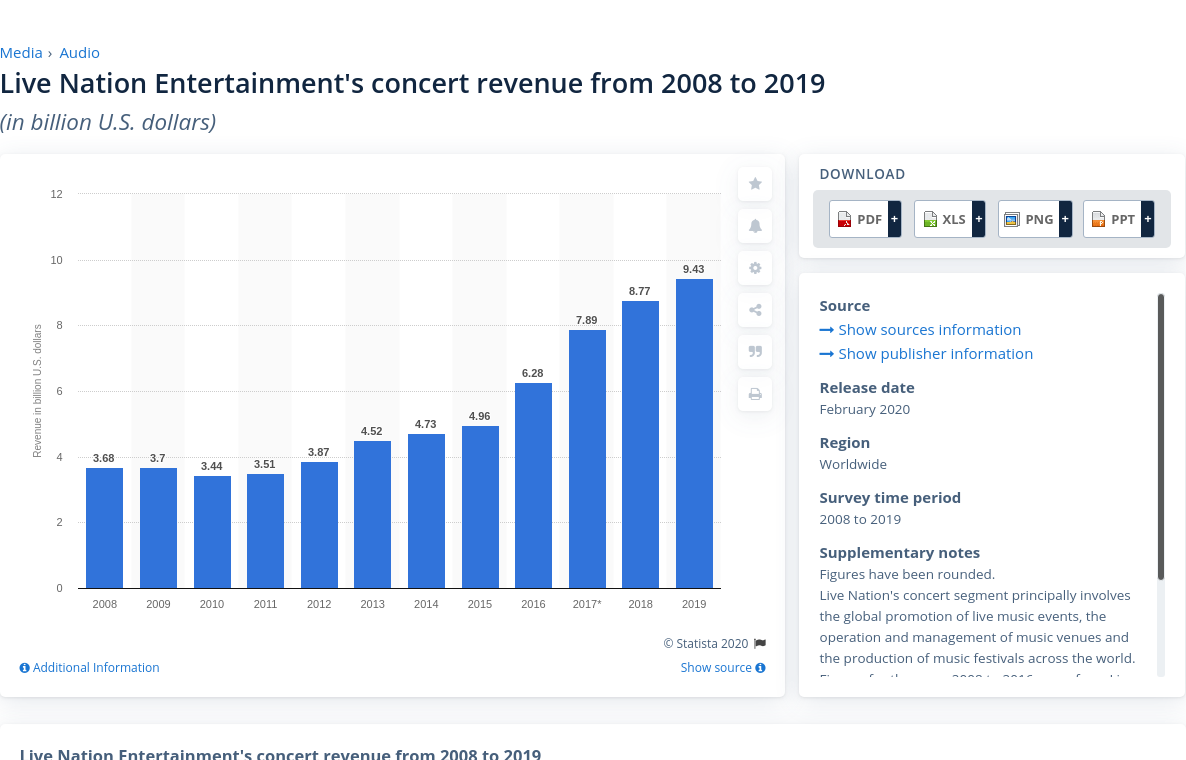 Media › Audio
Live Nation Entertainment's concert revenue from 2008 to 2019
(in billion U.S. dollars)
Revenue in billion U.S. dollars
12
10
8
6
4
2
0
3.68
3.7
3.44
3.51
3.87
4.52
4.73
4.96
6.28
7.89
8.77
9.43
2008 2009 2010 2011 2012 2013 2014 2015 2016 2017* 2018 2019
© Statista 2020
Additional Information
Show source
DOWNLOAD
PDF + XLS + PNG + PPT +
Source
Show sources information
Show publisher information
Release date
February 2020
Region
Worldwide
Survey time period
2008 to 2019
Supplementary notes
Figures have been rounded.
Live Nation's concert segment principally involves
the global promotion of live music events, the
operation and management of music venues and
the production of music festivals across the world.
Live Nation Entertainment's concert revenue from 2008 to 2019